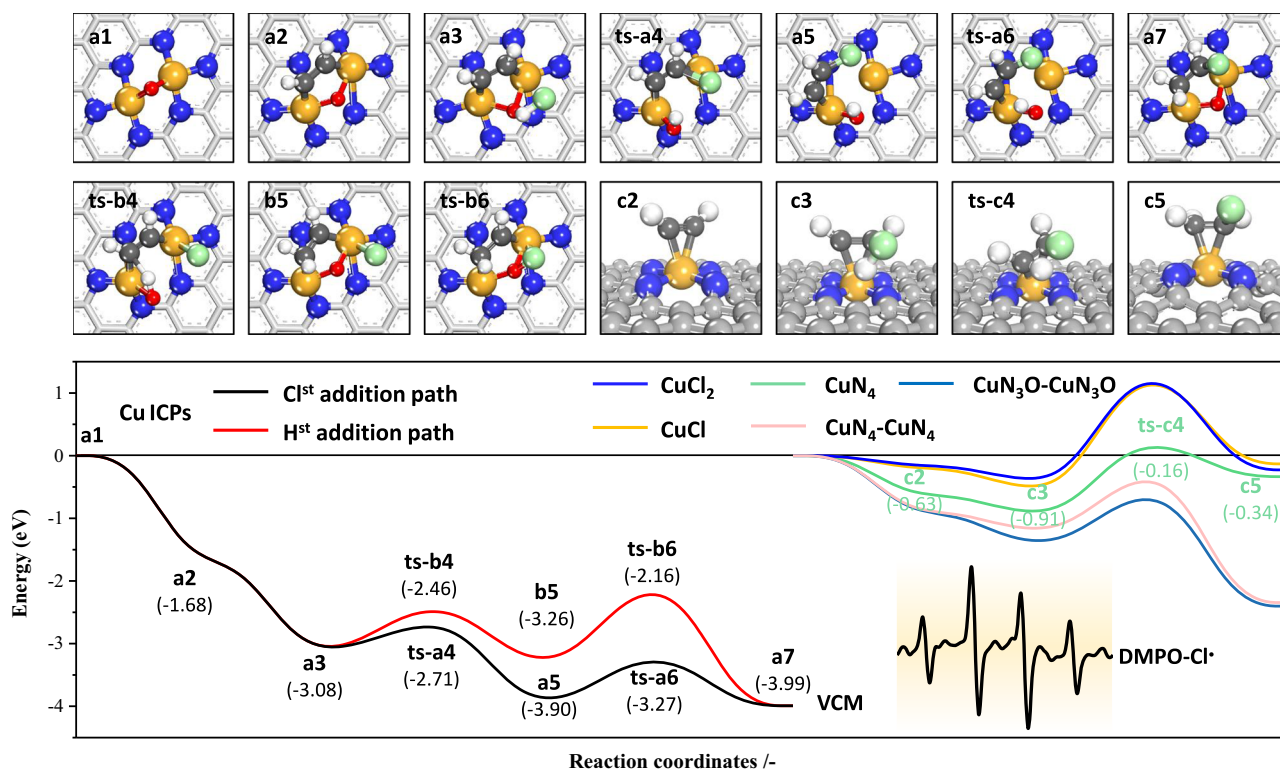 a1 a2 a3 ts-a4 a5 ts-a6 a7
ts-b4 b5 ts-b6 c2 c3 ts-c4 c5
Cu ICPs
Cl^st addition path
H^st addition path
CuCl₂ CuN₄ CuN₃O-CuN₃O
CuCl CuN₄-CuN₄
Energy (eV)
1
0
-1
-2
-3
-4
a1
a2
(-1.68)
a3
(-3.08)
ts-b4
(-2.46)
ts-a4
(-2.71)
b5
(-3.26)
a5
(-3.90)
ts-b6
(-2.16)
ts-a6
(-3.27)
a7
(-3.99)
VCM
c2
(-0.63)
c3
(-0.91)
ts-c4
(-0.16)
c5
(-0.34)
DMPO-Cl•
Reaction coordinates /-